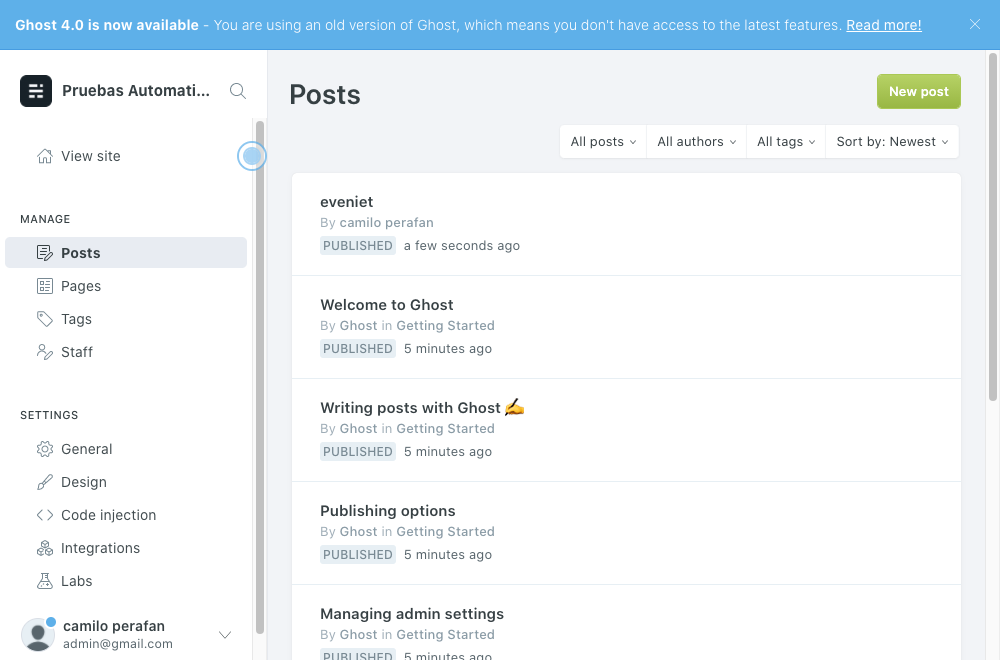 Ghost 4.0 is now available - You are using an old version of Ghost, which means you don't have access to the latest features. Read more!
Pruebas Automati...
View site
MANAGE
Posts
Pages
Tags
Staff
SETTINGS
General
Design
Code injection
Integrations
Labs
camilo perafan
admin@gmail.com
Posts
New post
All posts All authors All tags Sort by: Newest
eveniet
By camilo perafan
PUBLISHED a few seconds ago
Welcome to Ghost
By Ghost in Getting Started
PUBLISHED 5 minutes ago
Writing posts with Ghost ✍️
By Ghost in Getting Started
PUBLISHED 5 minutes ago
Publishing options
By Ghost in Getting Started
PUBLISHED 5 minutes ago
Managing admin settings
By Ghost in Getting Started
PUBLISHED 5 minutes ago